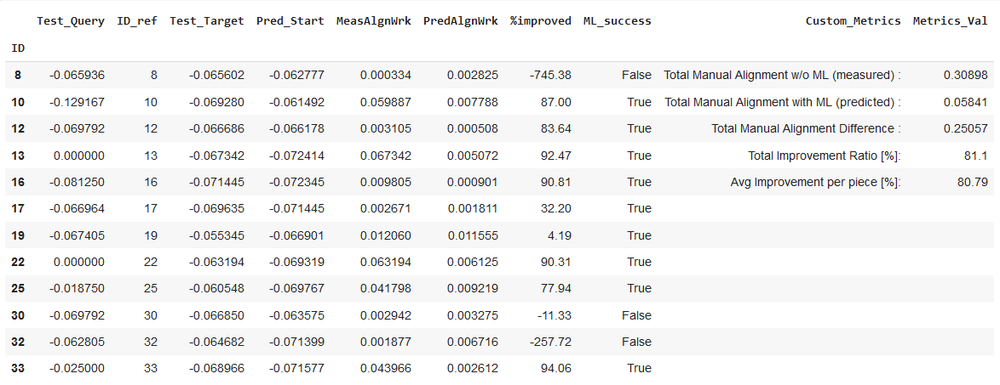 Test_Query ID_ref Test_Target Pred_Start MeasAlgnWrk PredAlgnWrk %improved ML_success Custom_Metrics Metrics_Val
ID
8 -0.065936 8 -0.065602 -0.062777 0.000334 0.002825 -745.38 False Total Manual Alignment w/o ML (measured) : 0.30898
10 -0.129167 10 -0.069280 -0.061492 0.059887 0.007788 87.00 True Total Manual Alignment with ML (predicted) : 0.05841
12 -0.069792 12 -0.066686 -0.066178 0.003105 0.000508 83.64 True Total Manual Alignment Difference : 0.25057
13 0.000000 13 -0.067342 -0.072414 0.067342 0.005072 92.47 True Total Improvement Ratio [%]: 81.1
16 -0.081250 16 -0.071445 -0.072345 0.009805 0.000901 90.81 True Avg Improvement per piece [%]: 80.79
17 -0.066964 17 -0.069635 -0.071445 0.002671 0.001811 32.20 True
19 -0.067405 19 -0.055345 -0.066901 0.012060 0.011555 4.19 True
22 0.000000 22 -0.063194 -0.069319 0.063194 0.006125 90.31 True
25 -0.018750 25 -0.060548 -0.069767 0.041798 0.009219 77.94 True
30 -0.069792 30 -0.066850 -0.063575 0.002942 0.003275 -11.33 False
32 -0.062805 32 -0.064682 -0.071399 0.001877 0.006716 -257.72 False
33 -0.025000 33 -0.068966 -0.071577 0.043966 0.002612 94.06 True